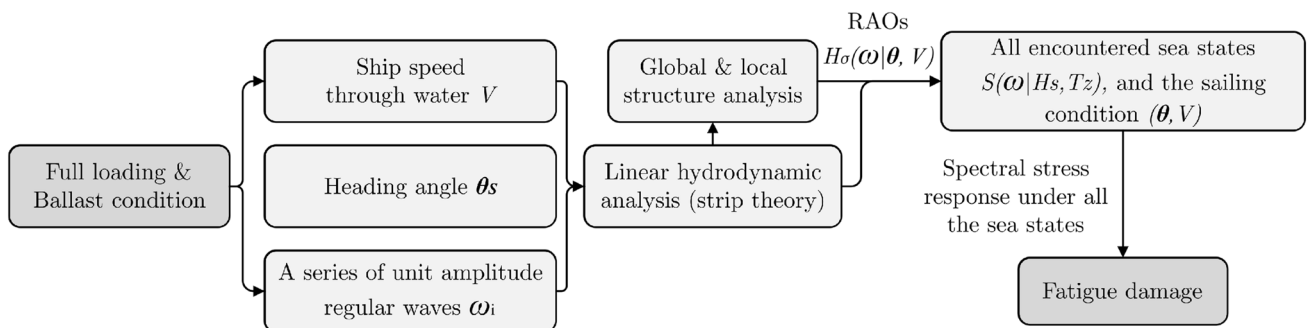 Full loading &
Ballast condition
Ship speed
through water V
Heading angle θs
A series of unit amplitude
regular waves ωi
Global & local
structure analysis
Linear hydrodynamic
analysis (strip theory)
RAOs
Hσ(ω|θ, V)
All encountered sea states
S(ω|Hs,Tz), and the sailing
condition (θ,V)
Spectral stress
response under all
the sea states
Fatigue damage